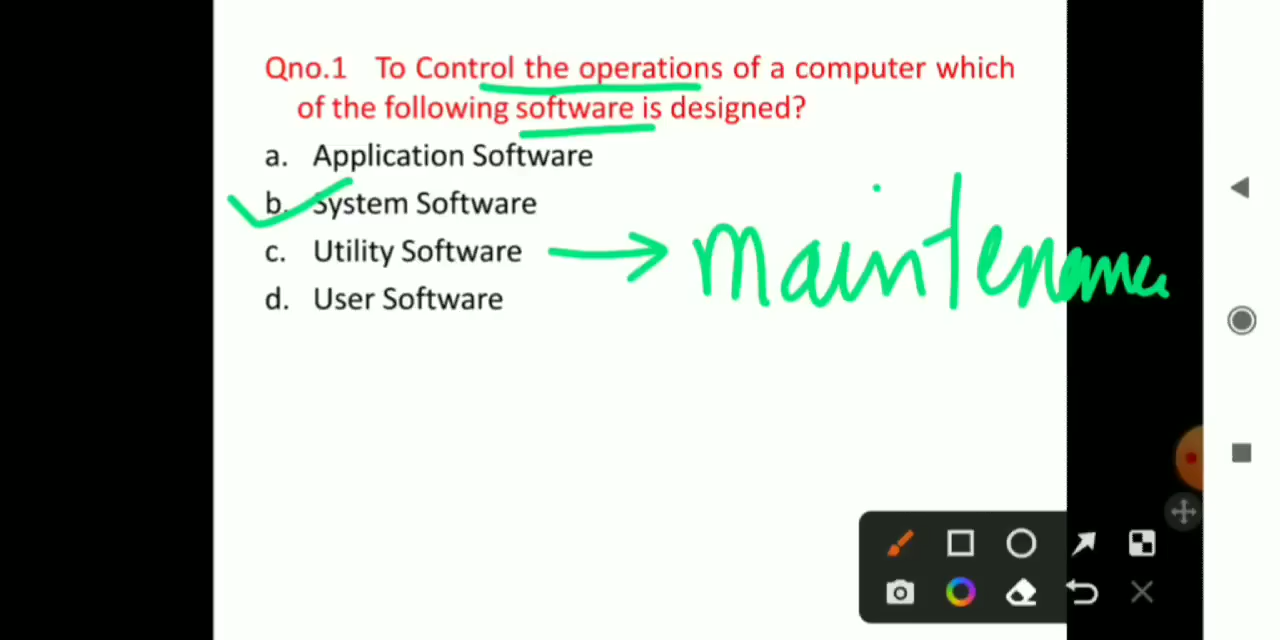 Qno.1 To Control the operations of a computer which
of the following software is designed?
a. Application Software
b. System Software
c. Utility Software → maintenance
d. User Software